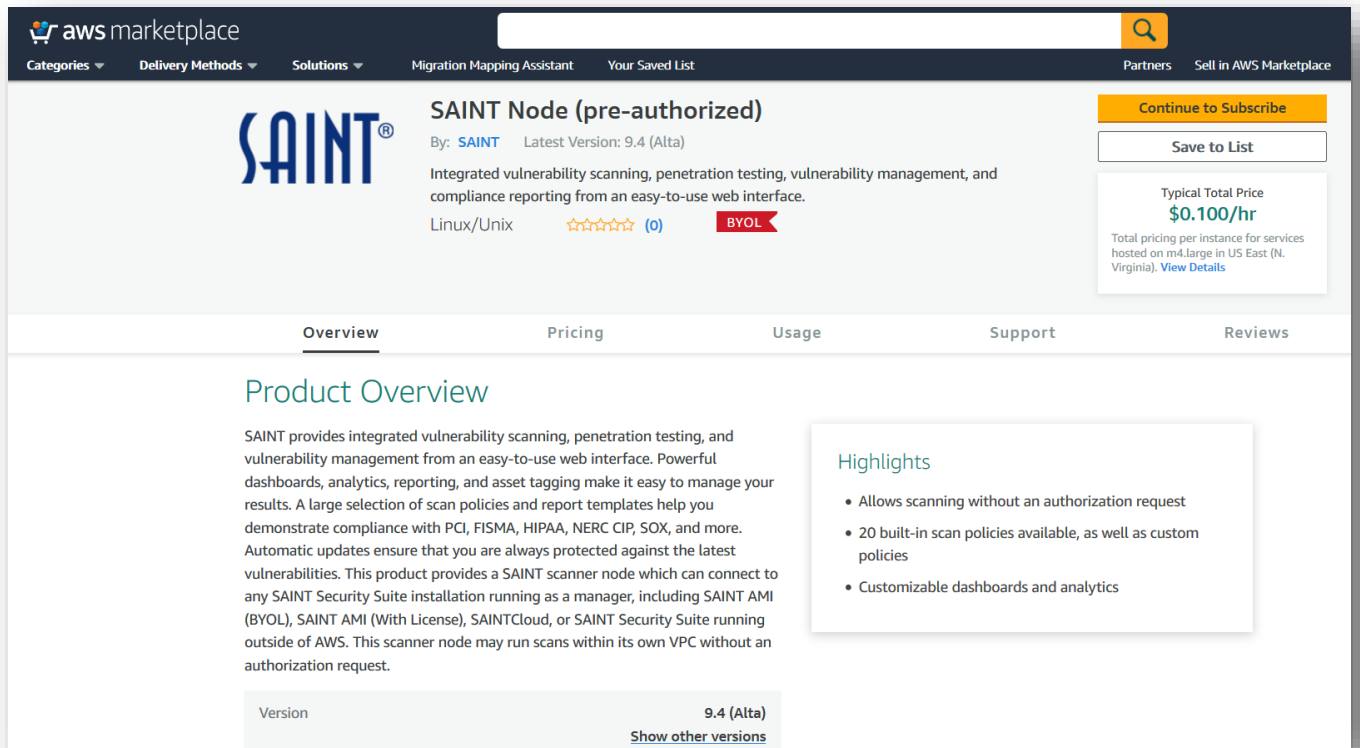 aws marketplace
Categories Delivery Methods Solutions Migration Mapping Assistant Your Saved List Partners Sell in AWS Marketplace
SAINT®
SAINT Node (pre-authorized)
By: SAINT Latest Version: 9.4 (Alta)
Integrated vulnerability scanning, penetration testing, vulnerability management, and
compliance reporting from an easy-to-use web interface.
Linux/Unix (0) BYOL
Continue to Subscribe
Save to List
Typical Total Price
$0.100/hr
Total pricing per instance for services
hosted on m4.large in US East (N.
Virginia). View Details
Overview Pricing Usage Support Reviews
Product Overview
SAINT provides integrated vulnerability scanning, penetration testing, and
vulnerability management from an easy-to-use web interface. Powerful
dashboards, analytics, reporting, and asset tagging make it easy to manage your
results. A large selection of scan policies and report templates help you
demonstrate compliance with PCI, FISMA, HIPAA, NERC CIP, SOX, and more.
Automatic updates ensure that you are always protected against the latest
vulnerabilities. This product provides a SAINT scanner node which can connect to
any SAINT Security Suite installation running as a manager, including SAINT AMI
(BYOL), SAINT AMI (With License), SAINTCloud, or SAINT Security Suite running
outside of AWS. This scanner node may run scans within its own VPC without an
authorization request.
Highlights
• Allows scanning without an authorization request
• 20 built-in scan policies available, as well as custom
policies
• Customizable dashboards and analytics
Version 9.4 (Alta)
Show other versions